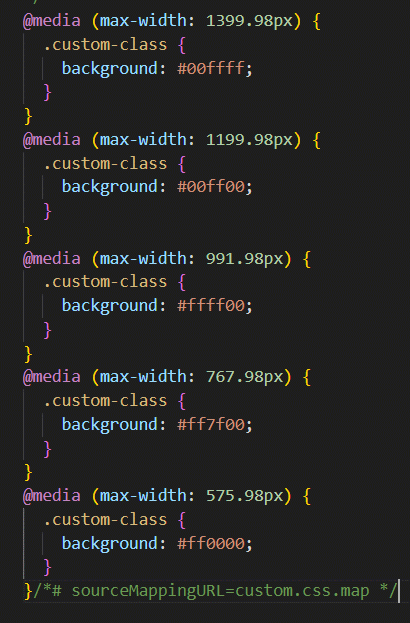 @media (max-width: 1399.98px) {
  .custom-class {
    background: #00ffff;
  }
}
@media (max-width: 1199.98px) {
  .custom-class {
    background: #00ff00;
  }
}
@media (max-width: 991.98px) {
  .custom-class {
    background: #ffff00;
  }
}
@media (max-width: 767.98px) {
  .custom-class {
    background: #ff7f00;
  }
}
@media (max-width: 575.98px) {
  .custom-class {
    background: #ff0000;
  }
}/*# sourceMappingURL=custom.css.map */